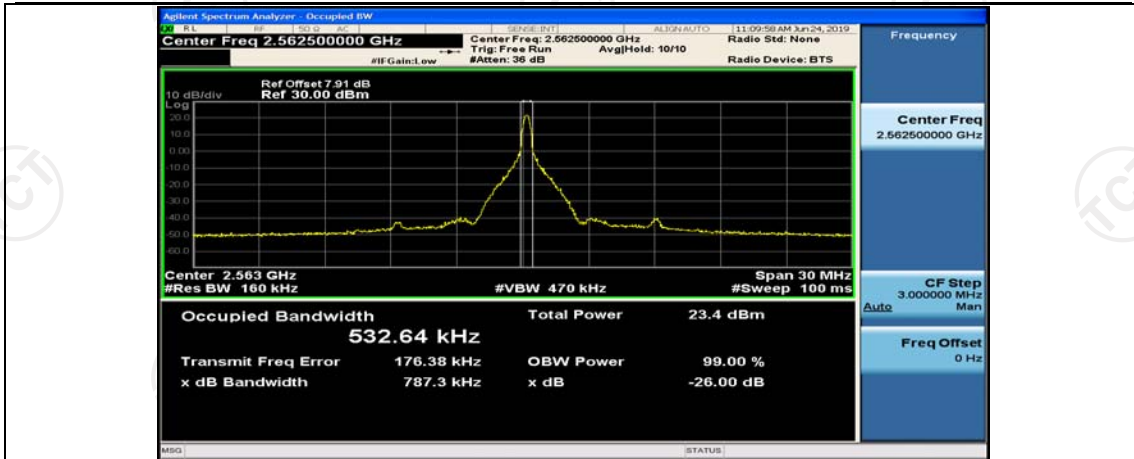 Agilent Spectrum Analyzer - Occupied BW
RL RF 50 Ω AC SENSE:INT ALIGN AUTO 11:09:58 AM Jun 24, 2019
Center Freq 2.562500000 GHz
Center Freq: 2.562500000 GHz
Radio Std: None
Trig: Free Run Avg|Hold: 10/10
#IFGain:Low #Atten: 36 dB Radio Device: BTS
Frequency
Ref Offset 7.91 dB
10 dB/div Ref 30.00 dBm
Log
20.0
10.0
0.00
-10.0
-20.0
-30.0
-40.0
-50.0
-60.0
Center Freq
2.562500000 GHz
Center 2.563 GHz Span 30 MHz
#Res BW 160 kHz #VBW 470 kHz #Sweep 100 ms
CF Step
3.000000 MHz
Auto Man
Occupied Bandwidth Total Power 23.4 dBm
532.64 kHz
Freq Offset
0 Hz
Transmit Freq Error 176.38 kHz OBW Power 99.00 %
x dB Bandwidth 787.3 kHz x dB -26.00 dB
MSG STATUS
TCT